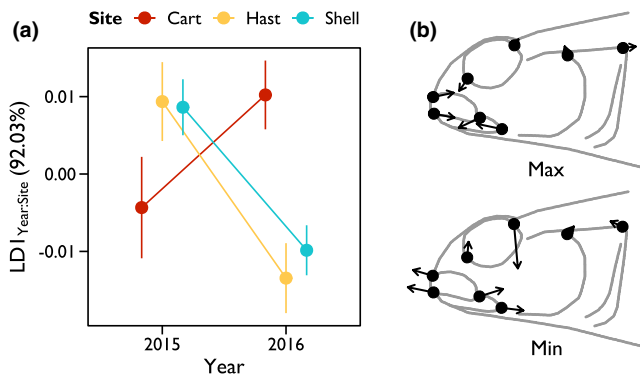 (a) Site Cart Hast Shell
(b)
0.01
0.00
-0.01
LD1Year:Site (92.03%)
2015 2016
Year
Max
Min